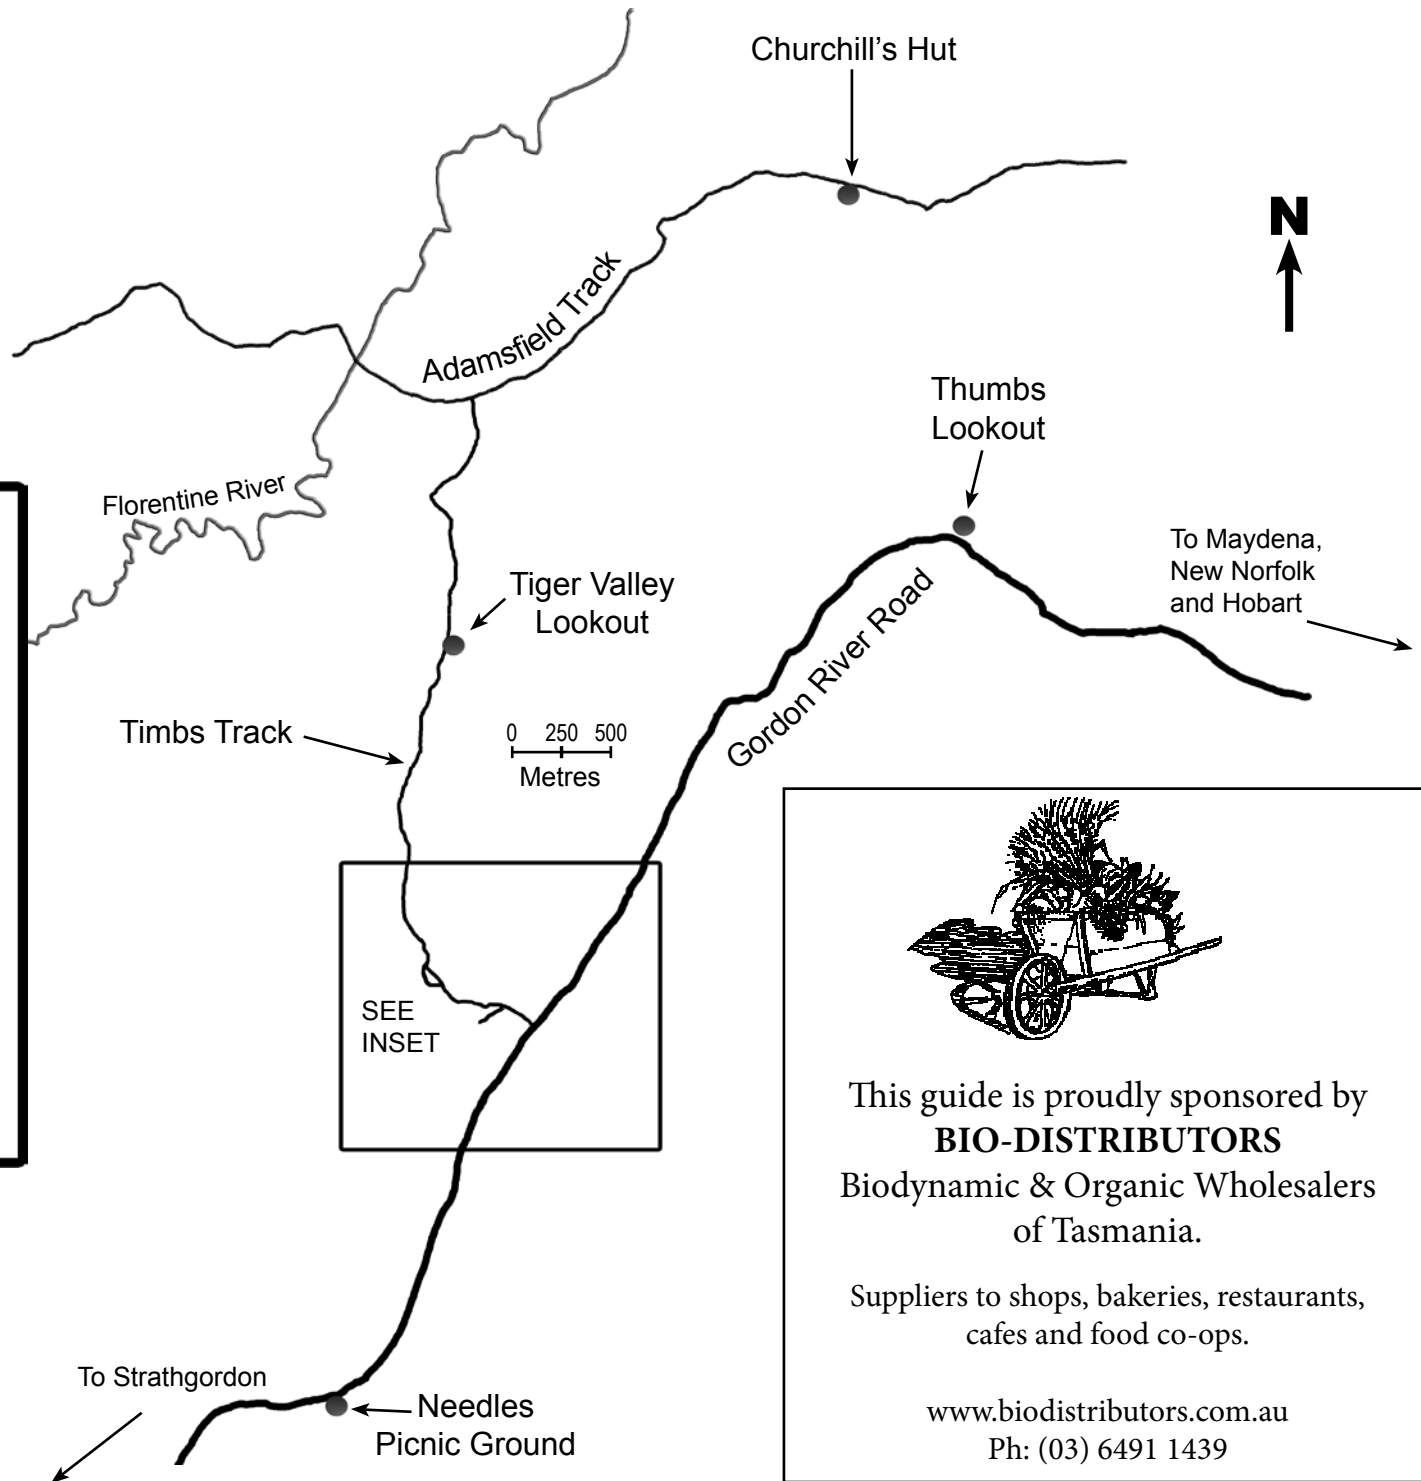 Churchill's Hut
N
Adamsfield Track
Thumbs
Lookout
Florentine River
To Maydena,
New Norfolk
and Hobart
Tiger Valley
Lookout
Gordon River Road
Timbs Track
0 250 500
Metres
SEE
INSET
This guide is proudly sponsored by
BIO-DISTRIBUTORS
Biodynamic & Organic Wholesalers
of Tasmania.
Suppliers to shops, bakeries, restaurants,
cafes and food co-ops.
www.biodistributors.com.au
Ph: (03) 6491 1439
To Strathgordon
Needles
Picnic Ground